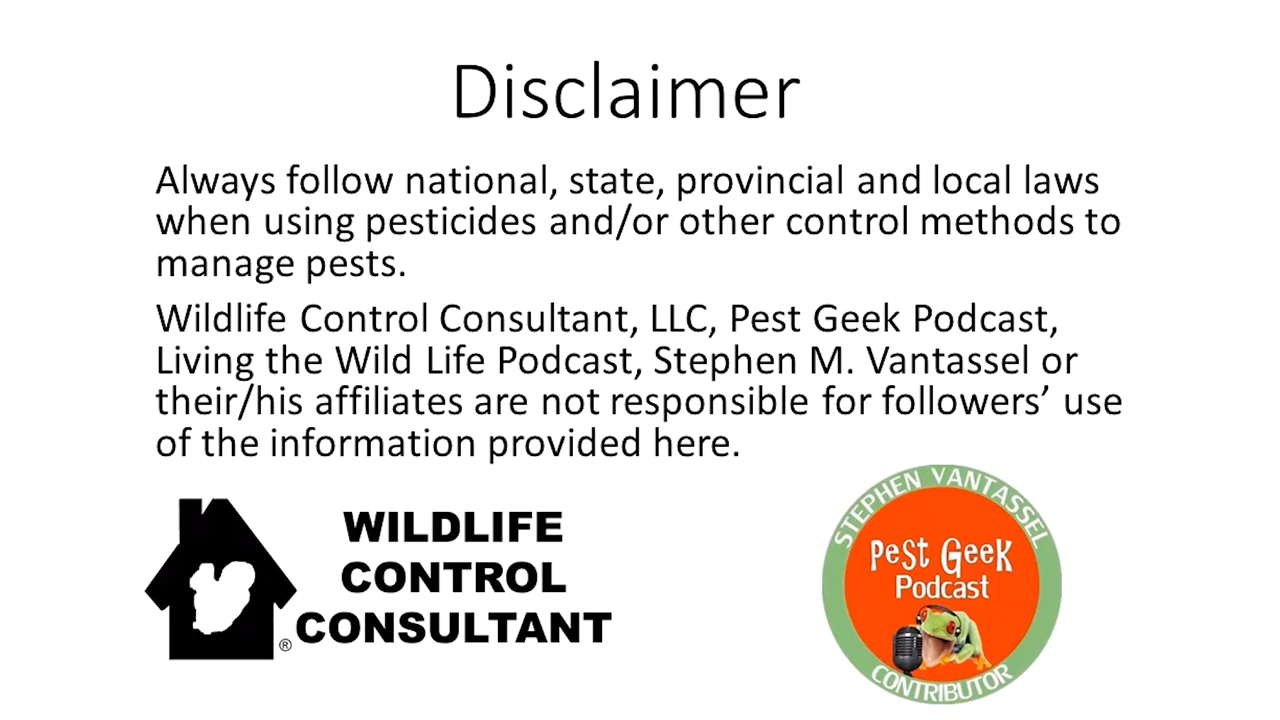 Disclaimer
Always follow national, state, provincial and local laws
when using pesticides and/or other control methods to
manage pests.
Wildlife Control Consultant, LLC, Pest Geek Podcast,
Living the Wild Life Podcast, Stephen M. Vantassel or
their/his affiliates are not responsible for followers’ use
of the information provided here.
WILDLIFE
CONTROL
CONSULTANT
®
STEPHEN VANTASSEL
PeSt GeeK
Podcast
CONTRIBUTOR